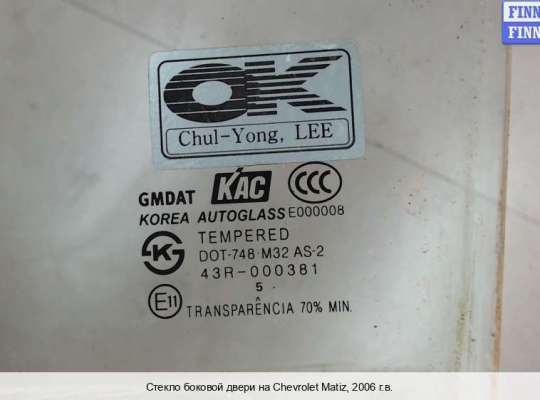 FINN
FINN
OK
Chul-Yong, LEE
GMDAT KAC CCC
KOREA AUTOGLASS E000008
TEMPERED
DOT-748 M32 AS-2
43R-000381
5
E11 TRANSPARÊNCIA 70% MIN.
Стекло боковой двери на Chevrolet Matiz, 2006 г.в.